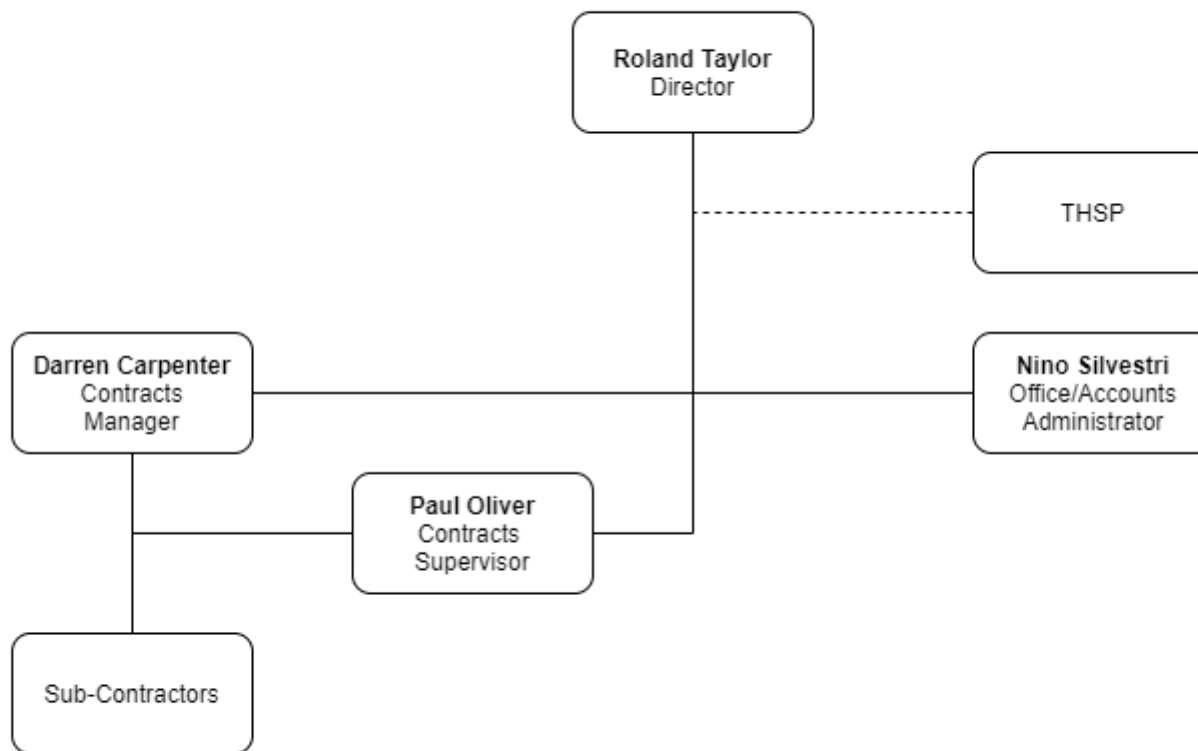 Roland Taylor
Director
THSP
Darren Carpenter
Contracts
Manager
Nino Silvestri
Office/Accounts
Administrator
Paul Oliver
Contracts
Supervisor
Sub-Contractors